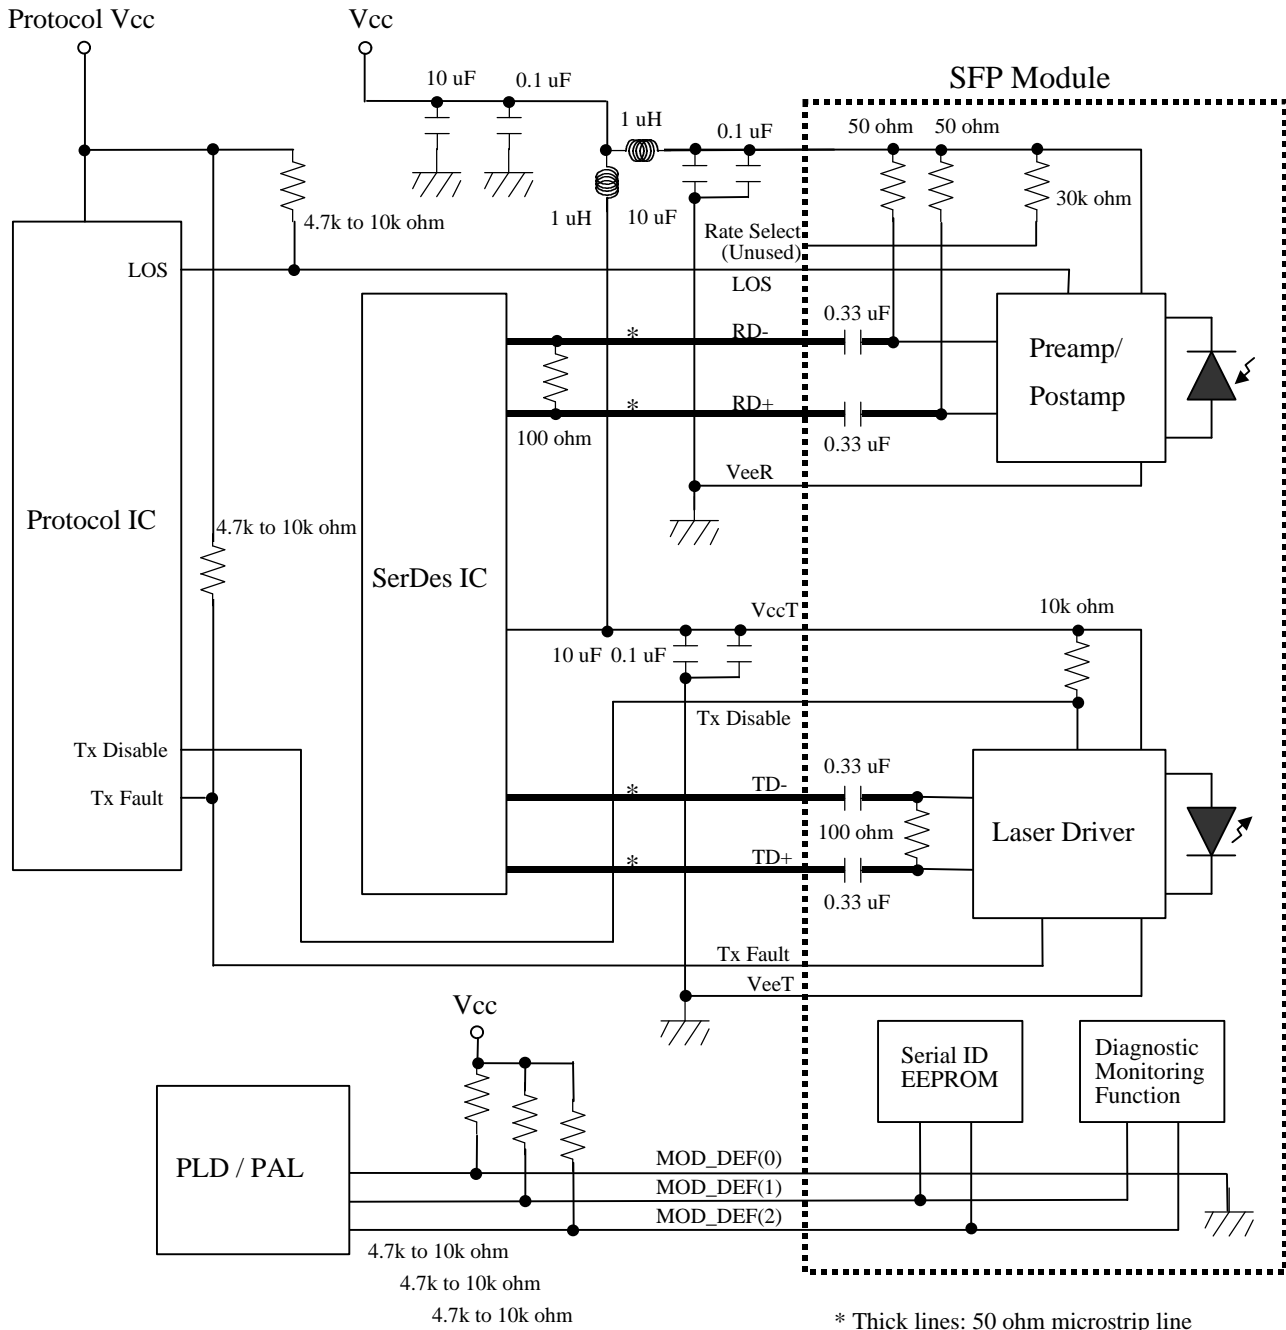 Protocol Vcc
Vcc
10 uF
0.1 uF
SFP Module
1 uH
0.1 uF
50 ohm
50 ohm
1 uH
10 uF
30k ohm
4.7k to 10k ohm
Rate Select
(Unused)
LOS
LOS
0.33 uF
*
RD-
Preamp/
Postamp
*
RD+
100 ohm
0.33 uF
VeeR
Protocol IC
4.7k to 10k ohm
SerDes IC
VccT
10k ohm
10 uF
0.1 uF
Tx Disable
Tx Disable
Tx Fault
0.33 uF
*
TD-
100 ohm
Laser Driver
*
TD+
0.33 uF
Tx Fault
VeeT
Vcc
Serial ID
EEPROM
Diagnostic
Monitoring
Function
PLD / PAL
MOD_DEF(0)
MOD_DEF(1)
MOD_DEF(2)
4.7k to 10k ohm
4.7k to 10k ohm
4.7k to 10k ohm
* Thick lines: 50 ohm microstrip line